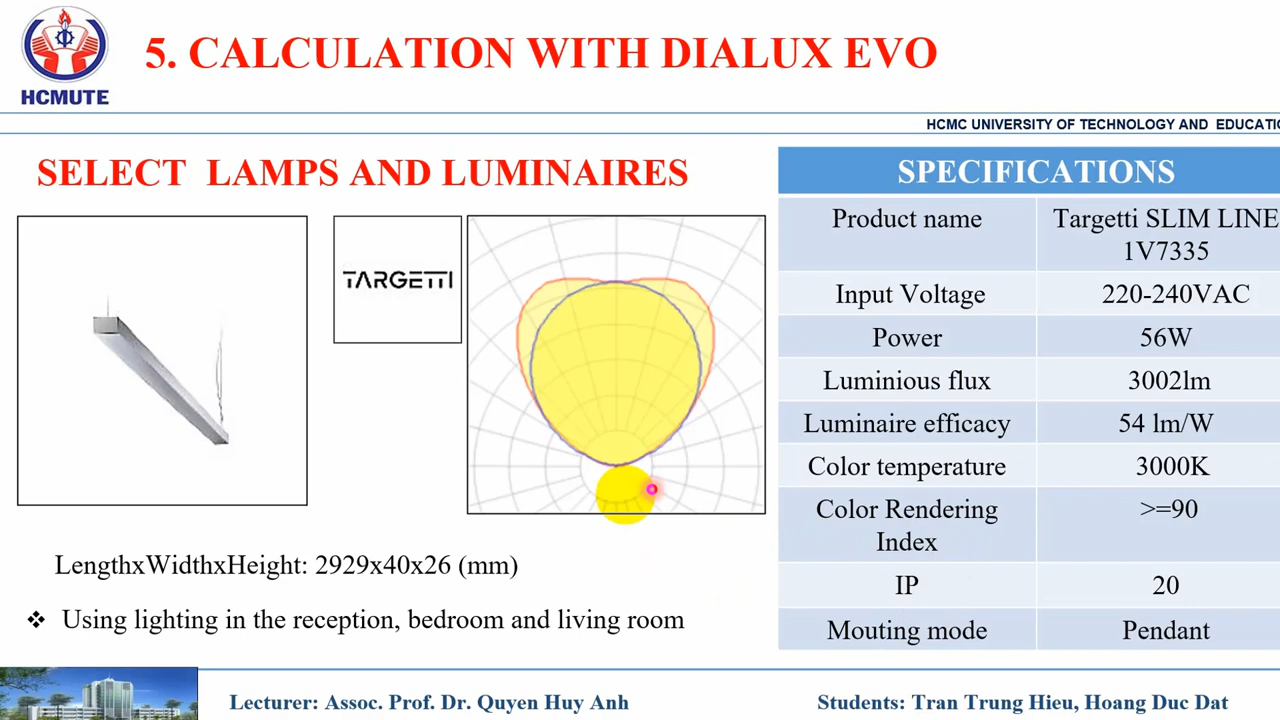 HCMUTE
5. CALCULATION WITH DIALUX EVO
HCMC UNIVERSITY OF TECHNOLOGY AND EDUCATIO
SELECT LAMPS AND LUMINAIRES
TARGETTI
LengthxWidthxHeight: 2929x40x26 (mm)
❖ Using lighting in the reception, bedroom and living room
SPECIFICATIONS
Product name Targetti SLIM LINE
1V7335
Input Voltage 220-240VAC
Power 56W
Luminious flux 3002lm
Luminaire efficacy 54 lm/W
Color temperature 3000K
Color Rendering >=90
Index
IP 20
Mouting mode Pendant
Lecturer: Assoc. Prof. Dr. Quyen Huy Anh
Students: Tran Trung Hieu, Hoang Duc Dat